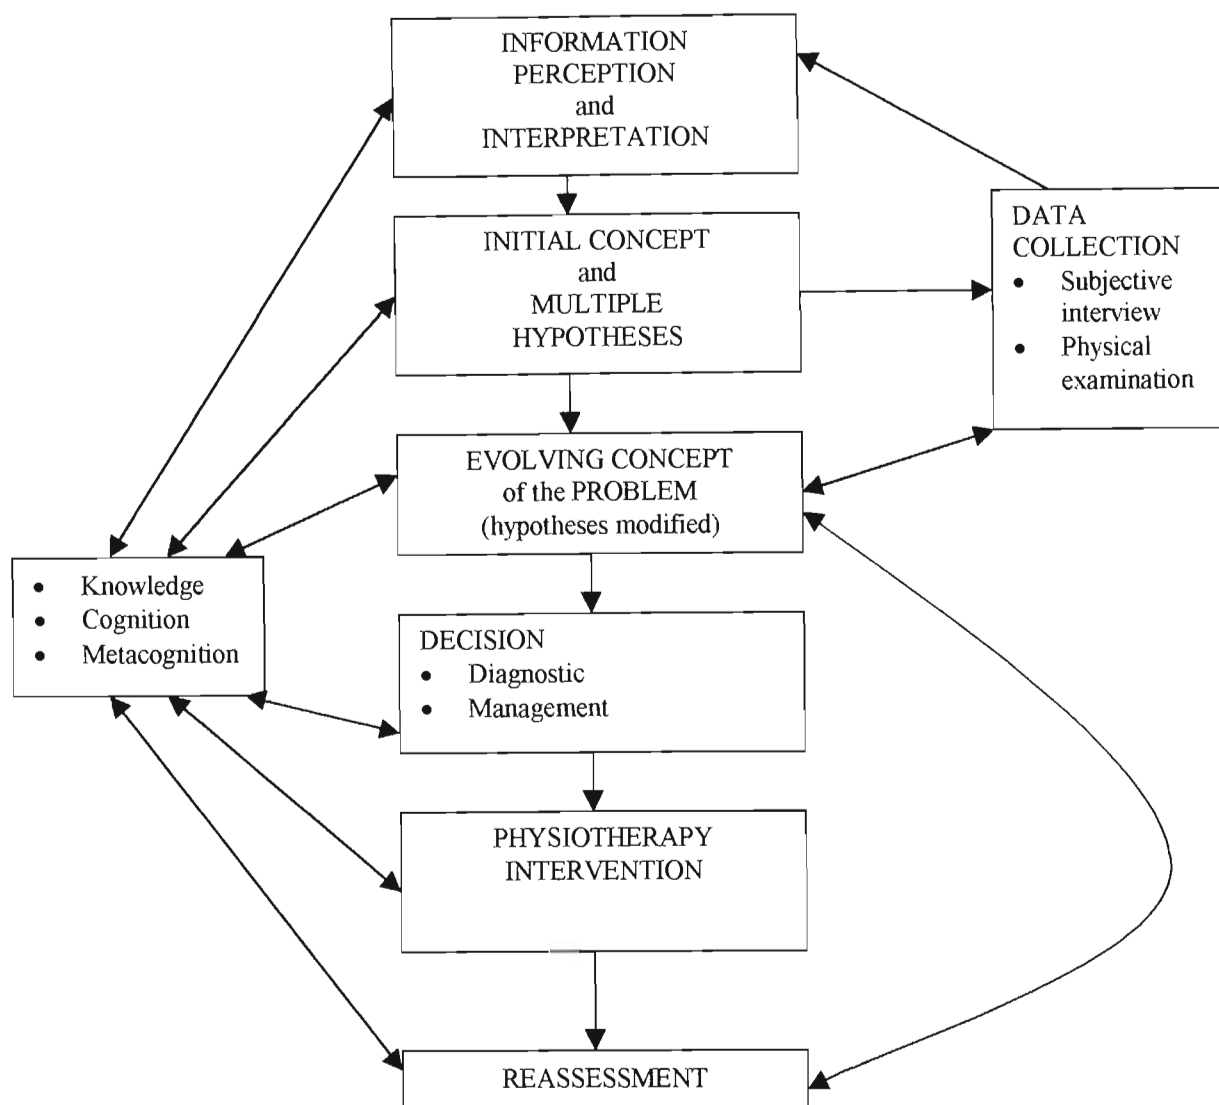 INFORMATION
PERCEPTION
and
INTERPRETATION
INITIAL CONCEPT
and
MULTIPLE
HYPOTHESES
DATA
COLLECTION
• Subjective
interview
• Physical
examination
EVOLVING CONCEPT
of the PROBLEM
(hypotheses modified)
• Knowledge
• Cognition
• Metacognition
DECISION
• Diagnostic
• Management
PHYSIOTHERAPY
INTERVENTION
REASSESSMENT